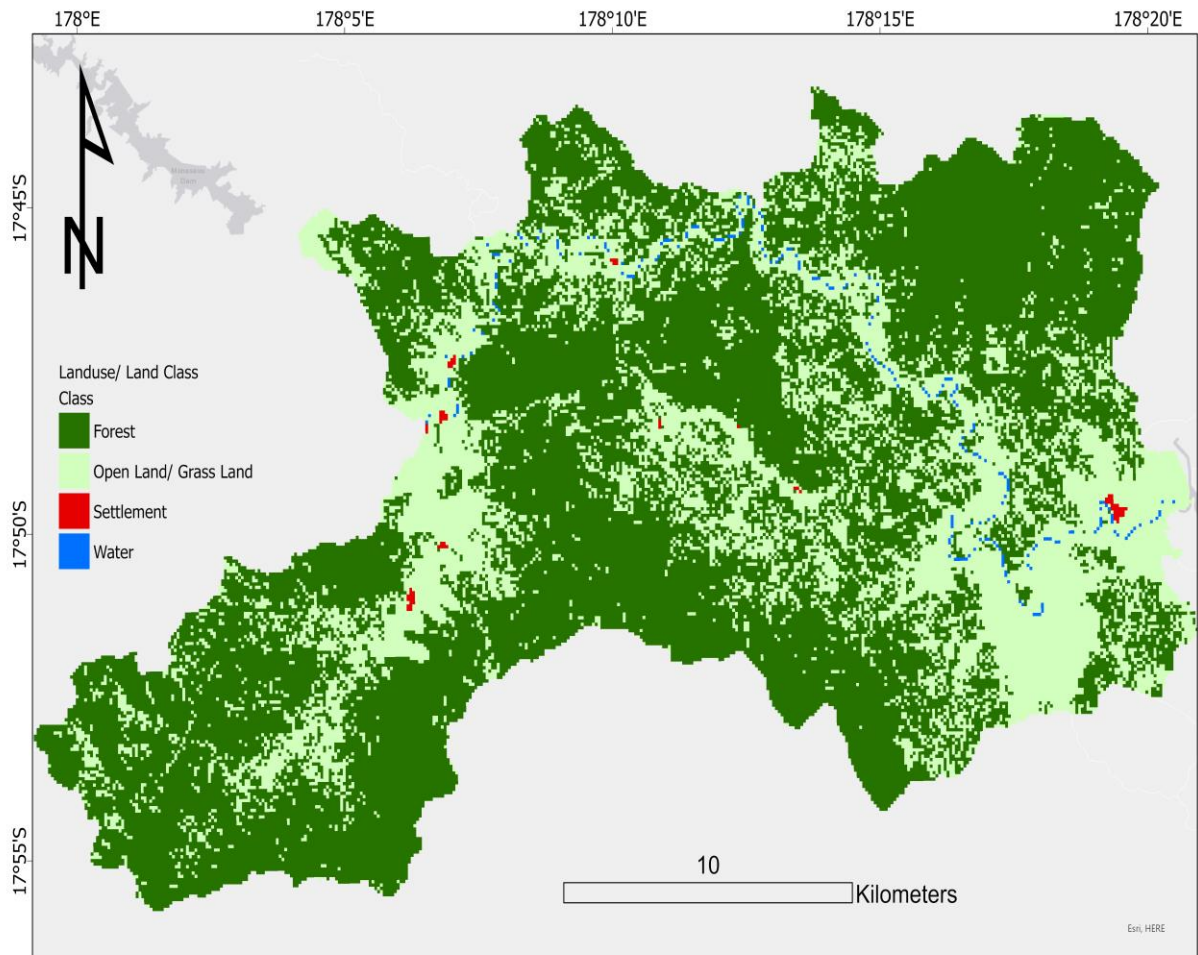 178°E
178°5'E
178°10'E
178°15'E
178°20'E
17°45'S
17°50'S
17°55'S
N
Landuse/ Land Class
Class
Forest
Open Land/ Grass Land
Settlement
Water
10
Kilometers
Esri, HERE